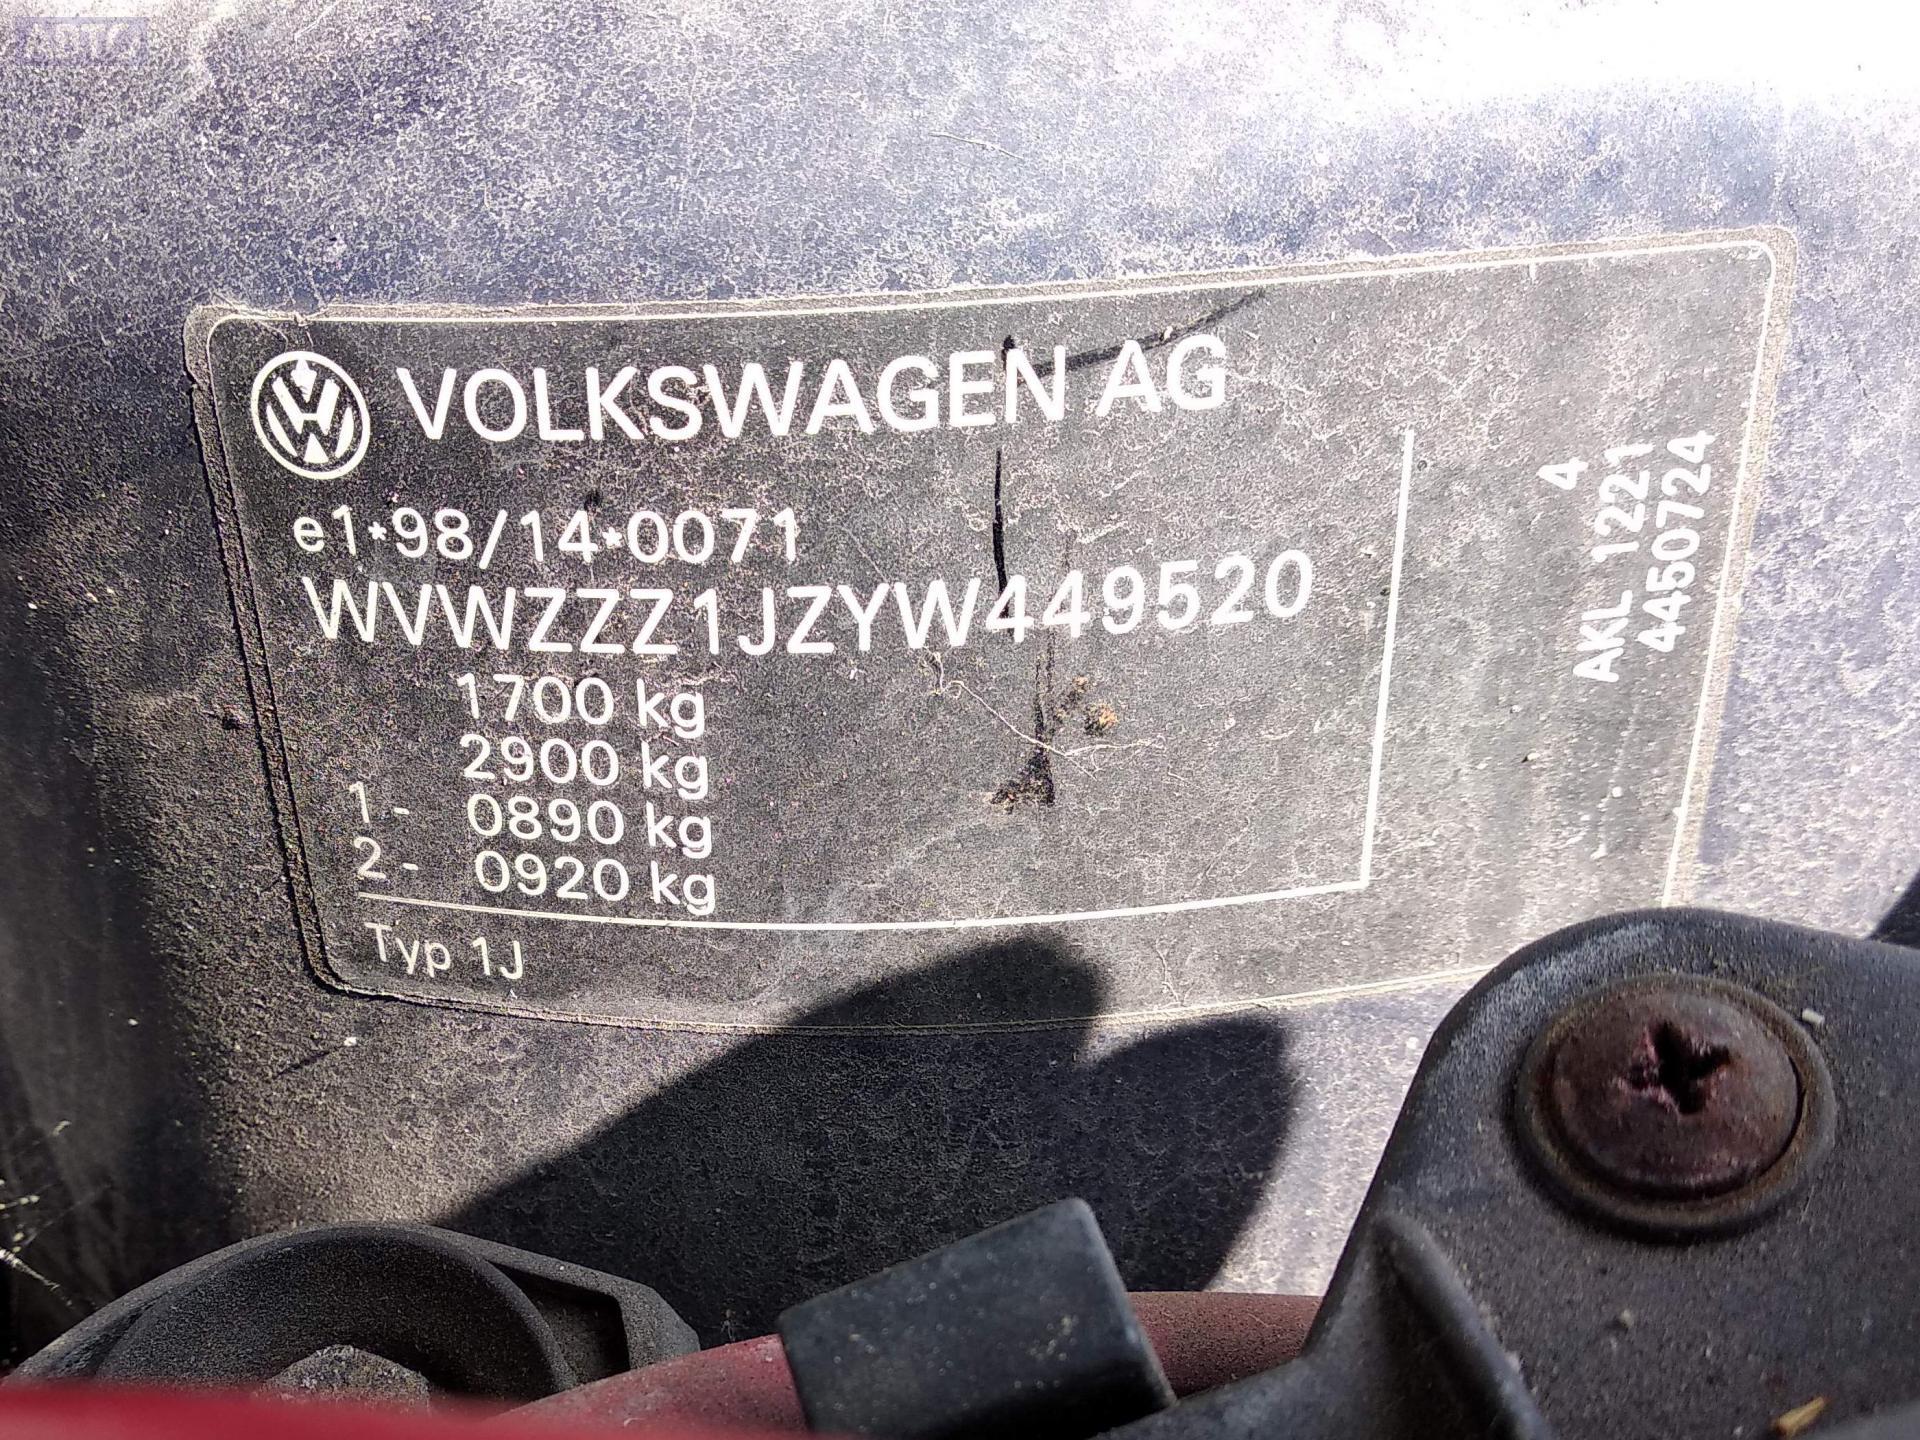 VOLKSWAGEN AG
e1*98/14*0071
WVWZZZ1JZYW449520
1700 kg
2900 kg
1- 0890 kg
2- 0920 kg
Typ 1J
4
AKL 1221
4450724